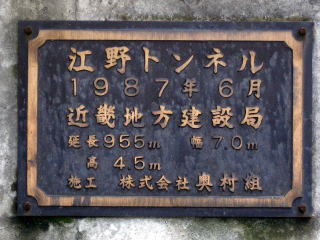 江野トンネル
1987年6月
近畿地方建設局
延長955m 幅7.0m
高 4.5m
施工 株式会社奥村組